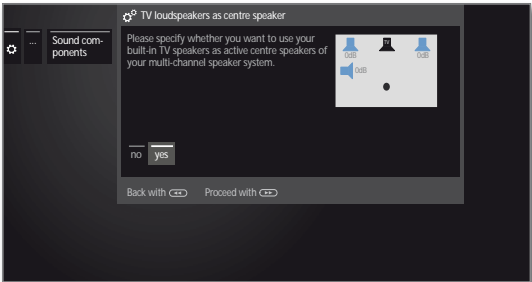 TV loudspeakers as centre speaker
...
Sound com-
ponents
Please specify whether you want to use your
built-in TV speakers as active centre speakers of
your multi-channel speaker system.
TV
0dB
0dB
0dB
no yes
Back with Proceed with